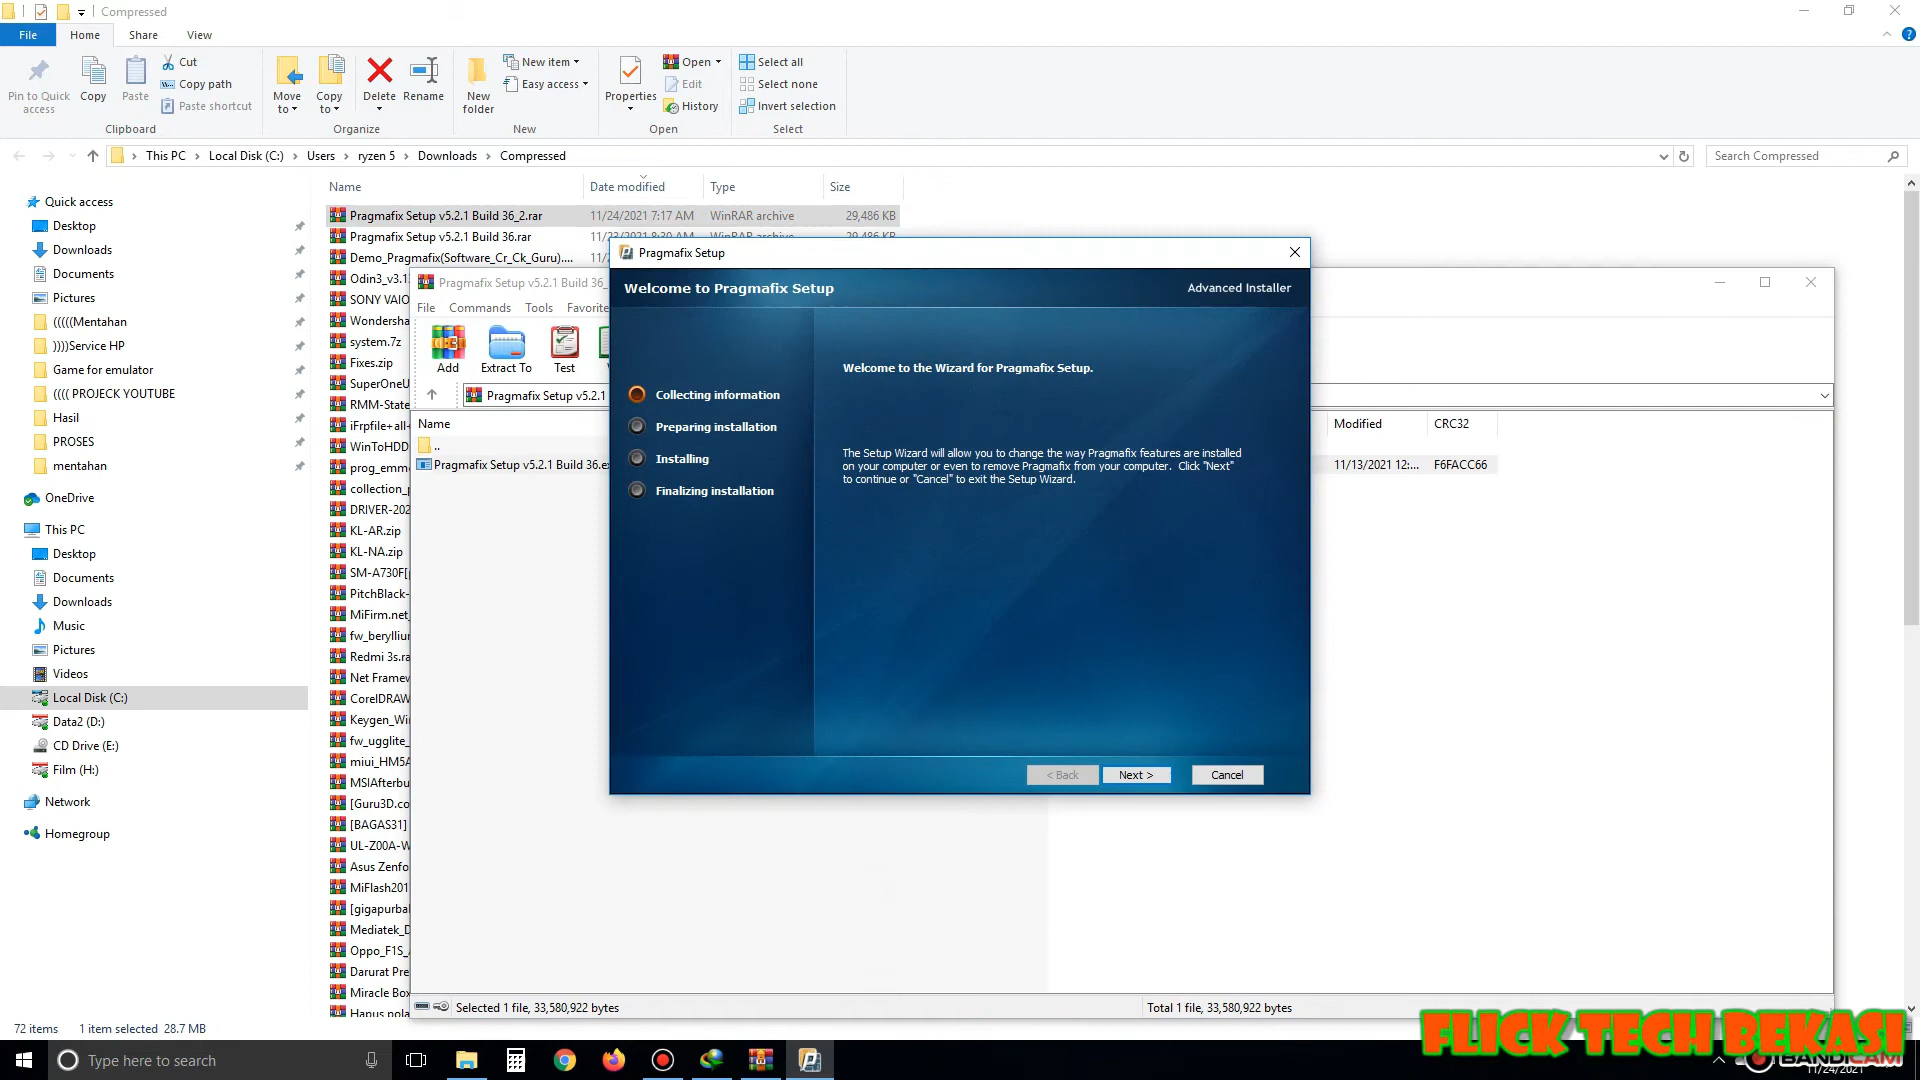 Compressed
File Home Share View
Pin to Quick access
Copy
Paste
Cut
Copy path
Paste shortcut
Clipboard
Move to
Copy to
Delete
Rename
Organize
New folder
New item
Easy access
New
Properties
Open
Edit
History
Open
Select all
Select none
Invert selection
Select
This PC Local Disk (C:) Users ryzen 5 Downloads Compressed
Search Compressed
Name Date modified Type Size
Quick access
Desktop
Downloads
Documents
Pictures
(((((Mentahan
))))Service HP
Game for emulator
(((( PROJECK YOUTUBE
Hasil
PROSES
mentahan
OneDrive
This PC
Desktop
Documents
Downloads
Music
Pictures
Videos
Local Disk (C:)
Data2 (D:)
CD Drive (E:)
Film (H:)
Network
Homegroup
Pragmafix Setup v5.2.1 Build 36_2.rar 11/24/2021 7:17 AM WinRAR archive 29,486 KB
Pragmafix Setup v5.2.1 Build 36.rar
Demo_Pragmafix(Software_Cr_Ck_Guru)....
Odin3_v3.1
SONY VAIO
Wondersha
system.7z
Fixes.zip
SuperOneU
RMM-State
iFrpfile+all-
WinToHDD
prog_emm
collection_p
DRIVER-202
KL-AR.zip
KL-NA.zip
SM-A730F[
PitchBlack-
MiFirm.net_
fw_berylliu
Redmi 3s.ra
Net Framew
CorelDRAW
Keygen_Wi
fw_ugglite_
miui_HM5A
MSIAfterbu
[Guru3D.co
[BAGAS31]
UL-Z00A-W
Asus Zenfo
MiFlash201
[gigapurbal
Mediatek_D
Oppo_F1S_
Darurat Pre
Miracle Box
Hapus pola
Pragmafix Setup v5.2.1 Build 36_
File Commands Tools Favorite
Add Extract To Test
Pragmafix Setup v5.2.1
Name Modified CRC32
..
Pragmafix Setup v5.2.1 Build 36.ex 11/13/2021 12:... F6FACC66
Selected 1 file, 33,580,922 bytes Total 1 file, 33,580,922 bytes
Pragmafix Setup
Welcome to Pragmafix Setup Advanced Installer
Collecting information
Preparing installation
Installing
Finalizing installation
Welcome to the Wizard for Pragmafix Setup.
The Setup Wizard will allow you to change the way Pragmafix features are installed
on your computer or even to remove Pragmafix from your computer. Click "Next"
to continue or "Cancel" to exit the Setup Wizard.
< Back Next > Cancel
72 items 1 item selected 28.7 MB
Type here to search
FLICK TECH BEKASI
BANDICAM
11/24/2021